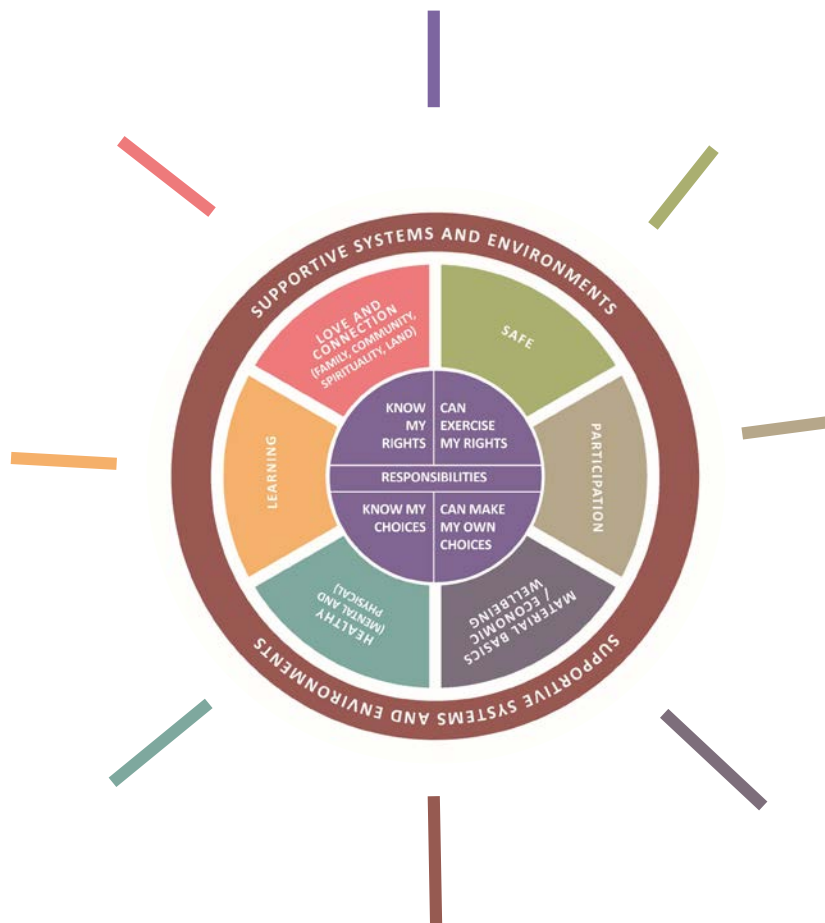 SUPPORTIVE SYSTEMS AND ENVIRONMENTS
LOVE AND
CONNECTION
(FAMILY, COMMUNITY,
SPIRITUALITY, LAND)
SAFE
LEARNING
KNOW
MY
RIGHTS
CAN
EXERCISE
MY RIGHTS
PARTICIPATION
RESPONSIBILITIES
KNOW MY
CHOICES
CAN MAKE
MY OWN
CHOICES
HEALTHY
(MENTAL AND
PHYSICAL)
MATERIAL BASICS
/ ECONOMIC
WELLBEING
SUPPORTIVE SYSTEMS AND ENVIRONMENTS